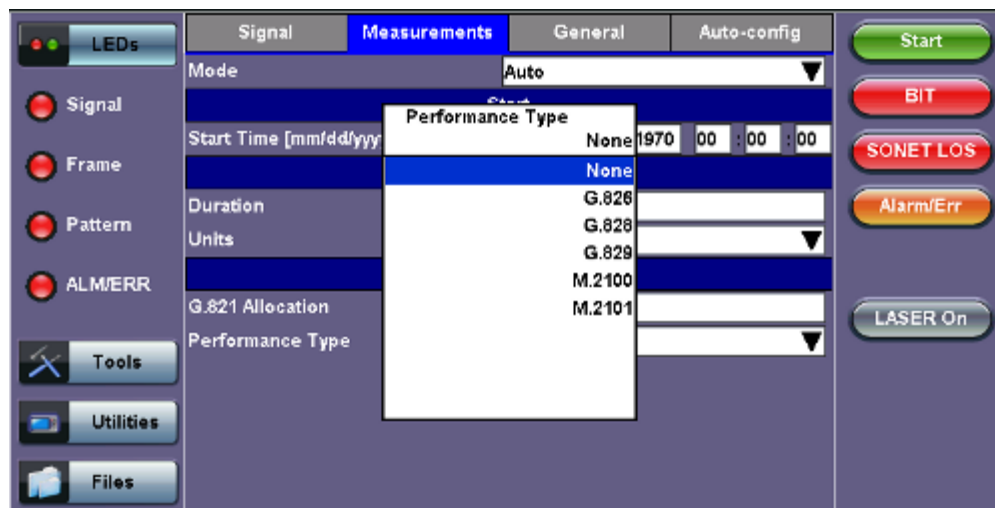 LEDs
Signal
Frame
Pattern
ALM/ERR
Tools
Utilities
Files
Signal Measurements General Auto-config
Mode Auto
Start Time [mm/dd/yyy 1970 00 : 00 : 00
Duration
Units
G.821 Allocation
Performance Type
Performance Type
None
None
G.826
G.828
G.829
M.2100
M.2101
Start
BIT
SONET LOS
Alarm/Err
LASER On